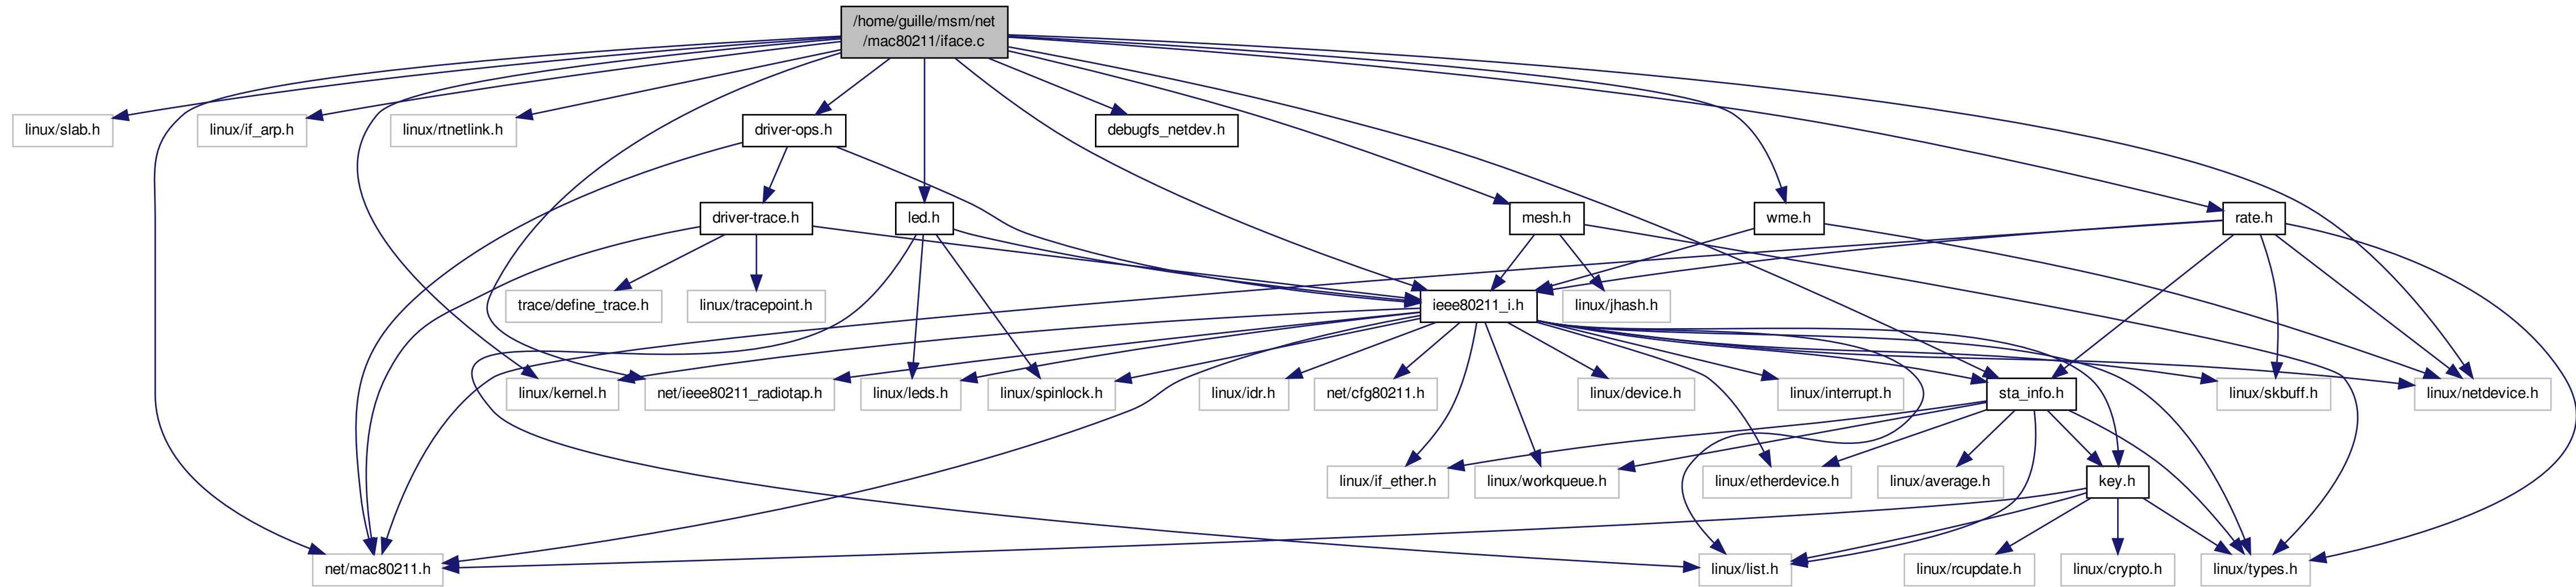 /home/guille/msm/net
/mac80211/iface.c
linux/slab.h
linux/if_arp.h
linux/rtnetlink.h
driver-ops.h
debugfs_netdev.h
driver-trace.h
led.h
mesh.h
wme.h
rate.h
trace/define_trace.h
linux/tracepoint.h
ieee80211_i.h
linux/jhash.h
linux/kernel.h
net/ieee80211_radiotap.h
linux/leds.h
linux/spinlock.h
linux/idr.h
net/cfg80211.h
linux/device.h
linux/interrupt.h
sta_info.h
linux/skbuff.h
linux/netdevice.h
linux/if_ether.h
linux/workqueue.h
linux/etherdevice.h
linux/average.h
key.h
net/mac80211.h
linux/list.h
linux/rcupdate.h
linux/crypto.h
linux/types.h